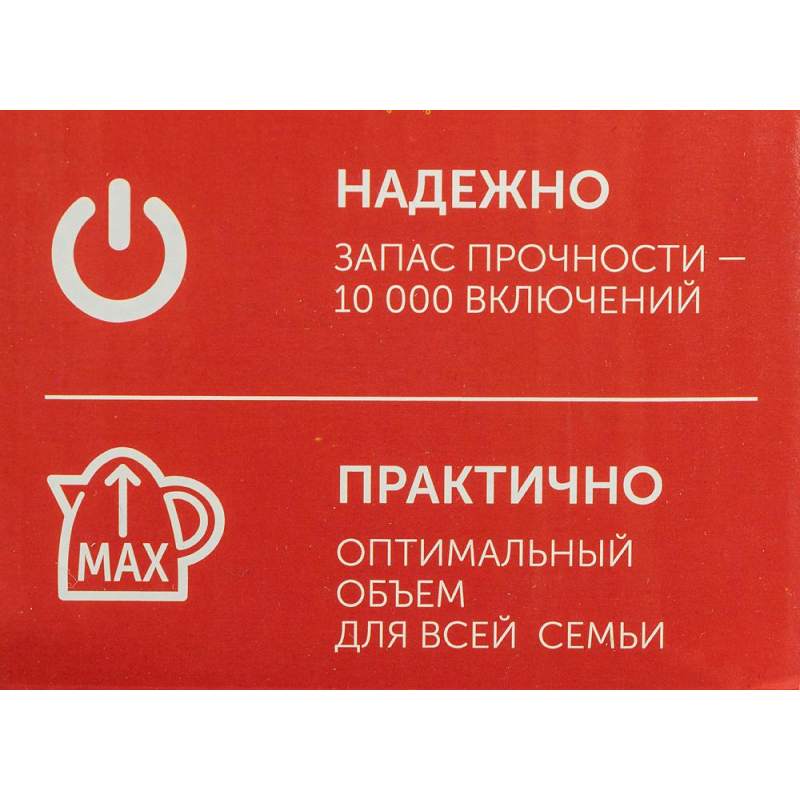 НАДЕЖНО
ЗАПАС ПРОЧНОСТИ —
10 000 ВКЛЮЧЕНИЙ
MAX
ПРАКТИЧНО
ОПТИМАЛЬНЫЙ
ОБЪЕМ
ДЛЯ ВСЕЙ СЕМЬИ